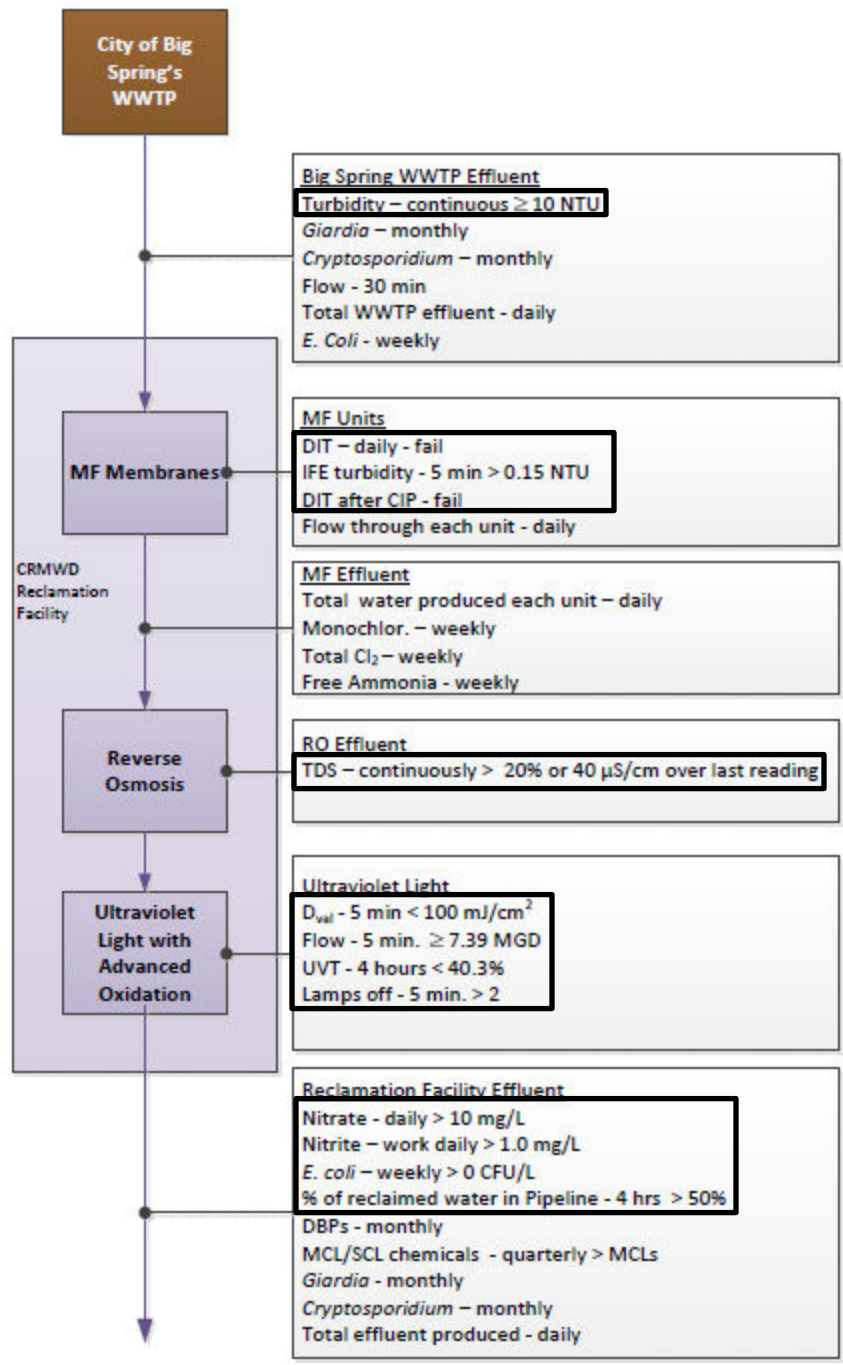 City of Big
Spring's
WWTP
Big Spring WWTP Effluent
Turbidity – continuous ≥ 10 NTU
Giardia – monthly
Cryptosporidium – monthly
Flow - 30 min
Total WWTP effluent - daily
E. Coli - weekly
MF Membranes
MF Units
DIT – daily - fail
IFE turbidity - 5 min > 0.15 NTU
DIT after CIP - fail
Flow through each unit - daily
CRMWD
Reclamation
Facility
MF Effluent
Total water produced each unit – daily
Monochlor. – weekly
Total Cl₂ – weekly
Free Ammonia - weekly
Reverse
Osmosis
RO Effluent
TDS – continuously > 20% or 40 µS/cm over last reading
Ultraviolet
Light with
Advanced
Oxidation
Ultraviolet Light
Dval - 5 min < 100 mJ/cm²
Flow - 5 min. ≥ 7.39 MGD
UVT - 4 hours < 40.3%
Lamps off - 5 min. > 2
Reclamation Facility Effluent
Nitrate - daily > 10 mg/L
Nitrite – work daily > 1.0 mg/L
E. coli – weekly > 0 CFU/L
% of reclaimed water in Pipeline - 4 hrs > 50%
DBPs - monthly
MCL/SCL chemicals - quarterly > MCLs
Giardia - monthly
Cryptosporidium – monthly
Total effluent produced - daily